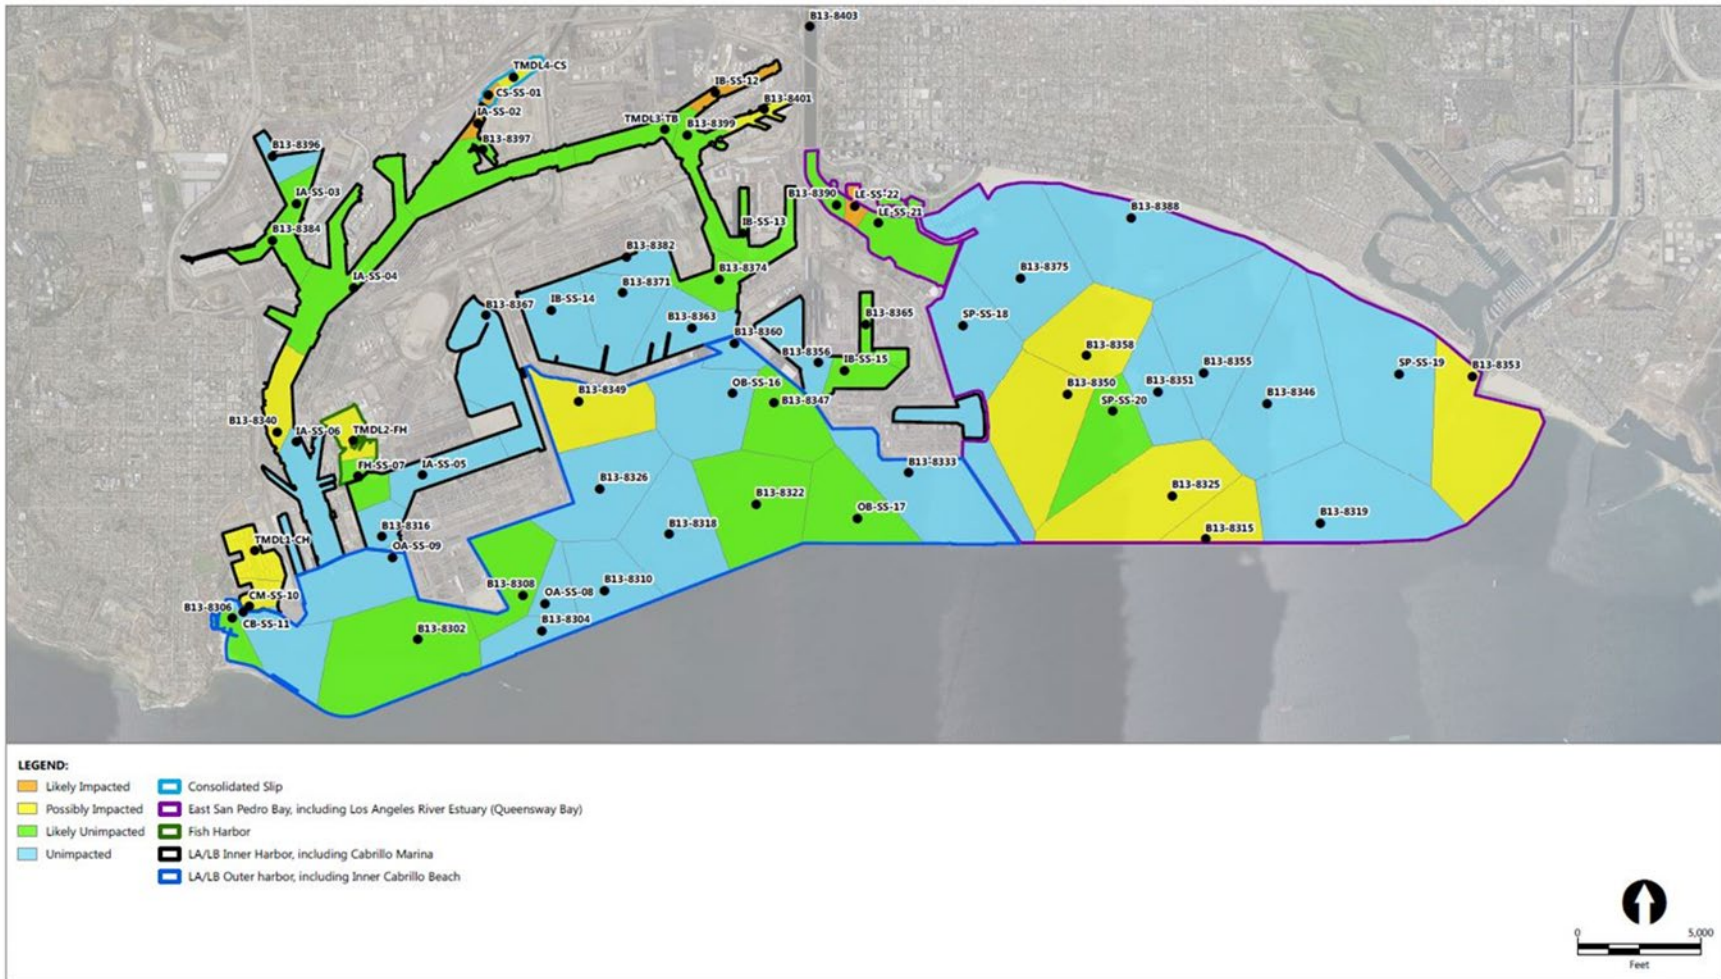 B13-8403
TMDL4-CS
IB-SS-12
CS-SS-01
B13-8401
IA-SS-02
TMDL3-TB
B13-8399
B13-8397
B13-8396
IA-SS-03
B13-8390
LE-SS-22
LE-SS-21
B13-8388
IB-SS-13
B13-8384
B13-8382
IA-SS-04
B13-8374
B13-8375
B13-8371
IB-SS-14
B13-8367
B13-8365
SP-SS-18
B13-8363
B13-8360
B13-8358
B13-8356
IB-SS-15
B13-8355
SP-SS-19
B13-8353
B13-8349
OB-SS-16
B13-8350
B13-8351
B13-8347
SP-SS-20
B13-8346
B13-8340
IA-SS-06
TMDL2-FH
FH-SS-07
IA-SS-05
B13-8333
B13-8326
B13-8325
B13-8322
OB-SS-17
B13-8318
B13-8319
B13-8316
B13-8315
TMDL1-CH
OA-SS-09
B13-8308
B13-8310
OA-SS-08
CM-SS-10
B13-8306
CB-SS-11
B13-8304
B13-8302
LEGEND:
Likely Impacted
Possibly Impacted
Likely Unimpacted
Unimpacted
Consolidated Slip
East San Pedro Bay, including Los Angeles River Estuary (Queensway Bay)
Fish Harbor
LA/LB Inner Harbor, including Cabrillo Marina
LA/LB Outer harbor, including Inner Cabrillo Beach
0 5,000
Feet